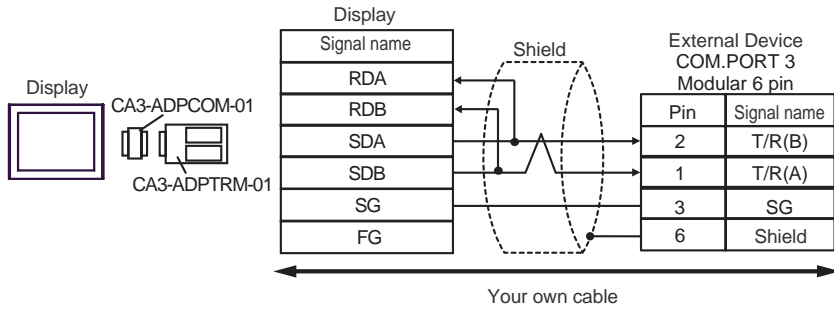 Display
CA3-ADPCOM-01
CA3-ADPTRM-01
Display
Signal name
RDA
RDB
SDA
SDB
SG
FG
Shield
External Device
COM.PORT 3
Modular 6 pin
Pin Signal name
2 T/R(B)
1 T/R(A)
3 SG
6 Shield
Your own cable